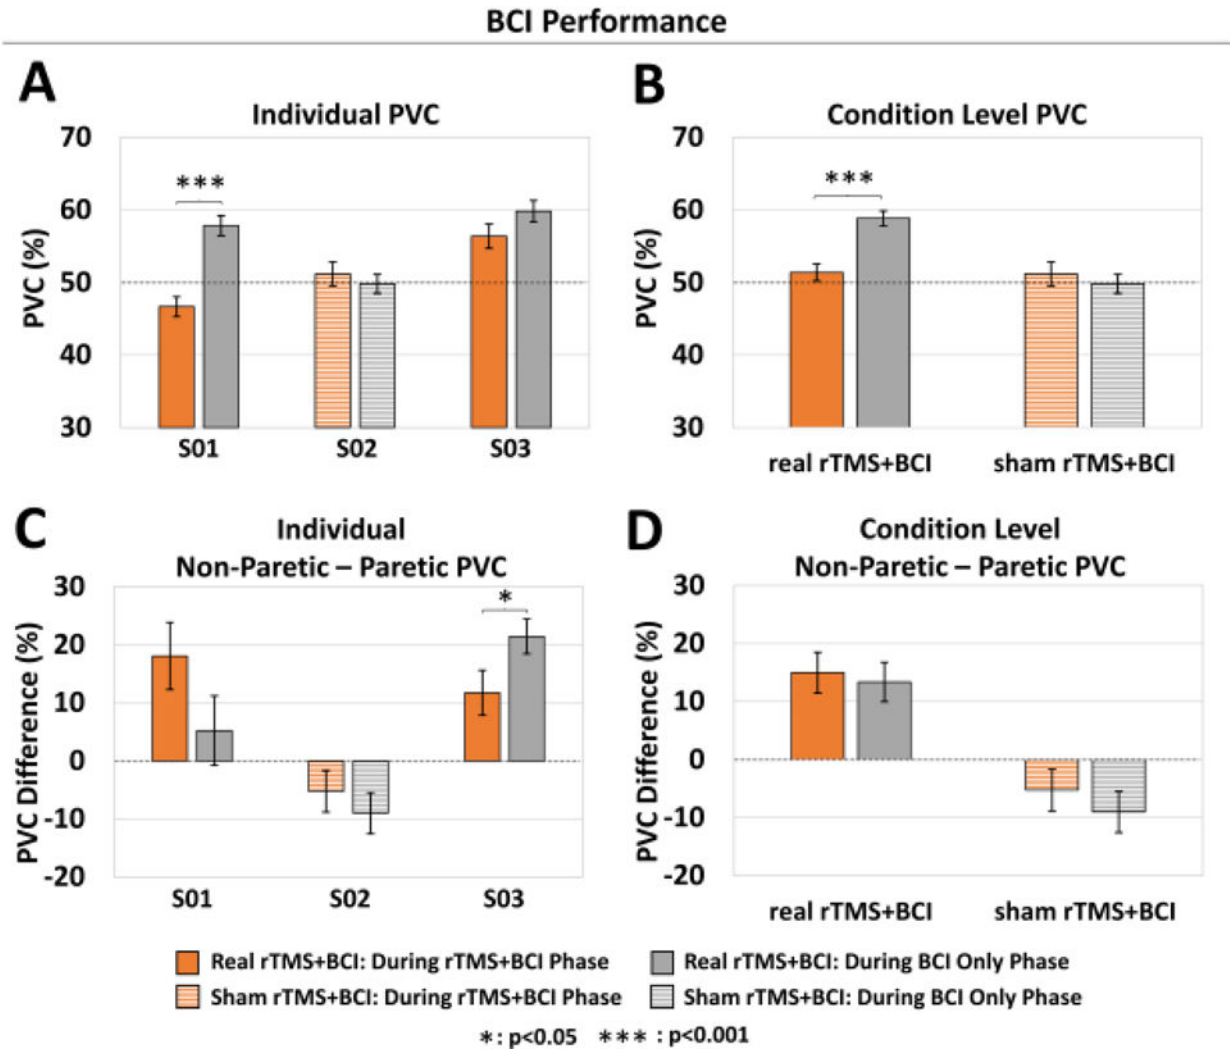 BCI Performance
A
Individual PVC
PVC (%)
70
60
50
40
30
***
S01
S02
S03
B
Condition Level PVC
PVC (%)
70
60
50
40
30
***
real rTMS+BCI
sham rTMS+BCI
C
Individual
Non-Paretic – Paretic PVC
PVC Difference (%)
30
20
10
0
-10
-20
*
S01
S02
S03
D
Condition Level
Non-Paretic – Paretic PVC
PVC Difference (%)
30
20
10
0
-10
-20
real rTMS+BCI
sham rTMS+BCI
Real rTMS+BCI: During rTMS+BCI Phase
Real rTMS+BCI: During BCI Only Phase
Sham rTMS+BCI: During rTMS+BCI Phase
Sham rTMS+BCI: During BCI Only Phase
*: p<0.05 *** : p<0.001